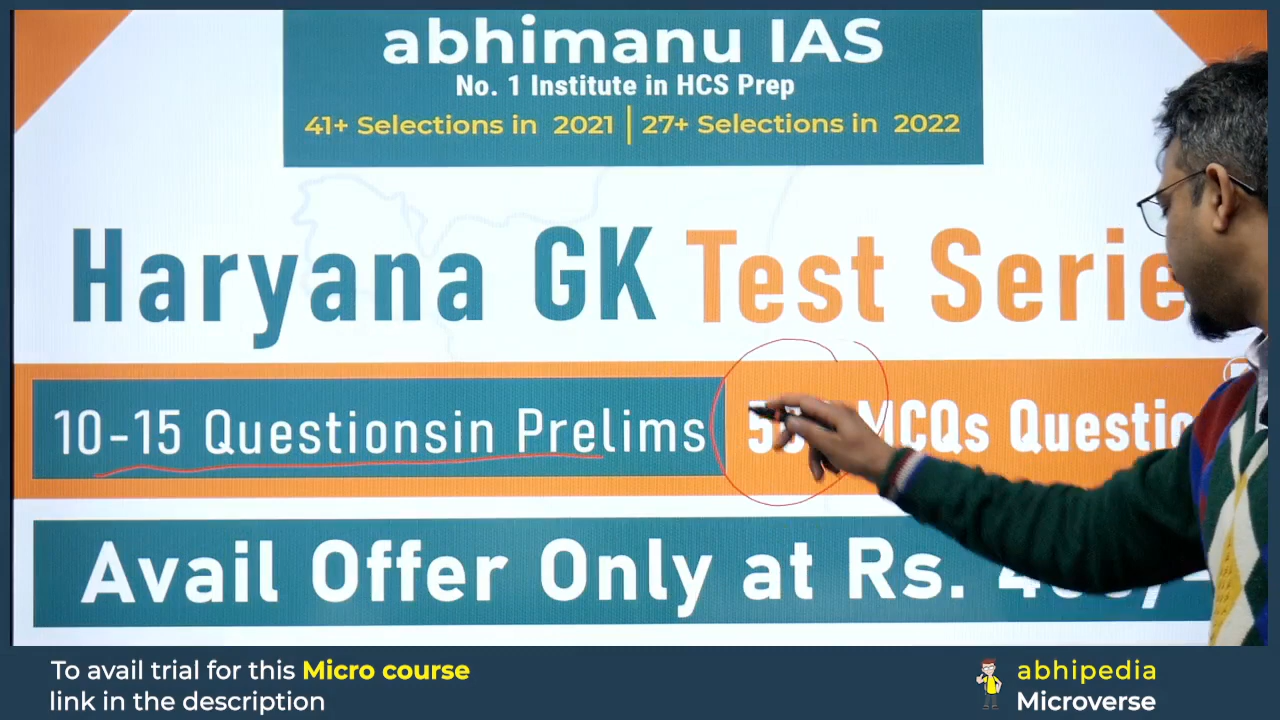 abhimanu IAS
No. 1 Institute in HCS Prep
41+ Selections in 2021 | 27+ Selections in 2022
Haryana GK Test Serie
10-15 Questionsin Prelims
MCQs Questio
Avail Offer Only at Rs.
To avail trial for this Micro course
link in the description
abhipedia
Microverse